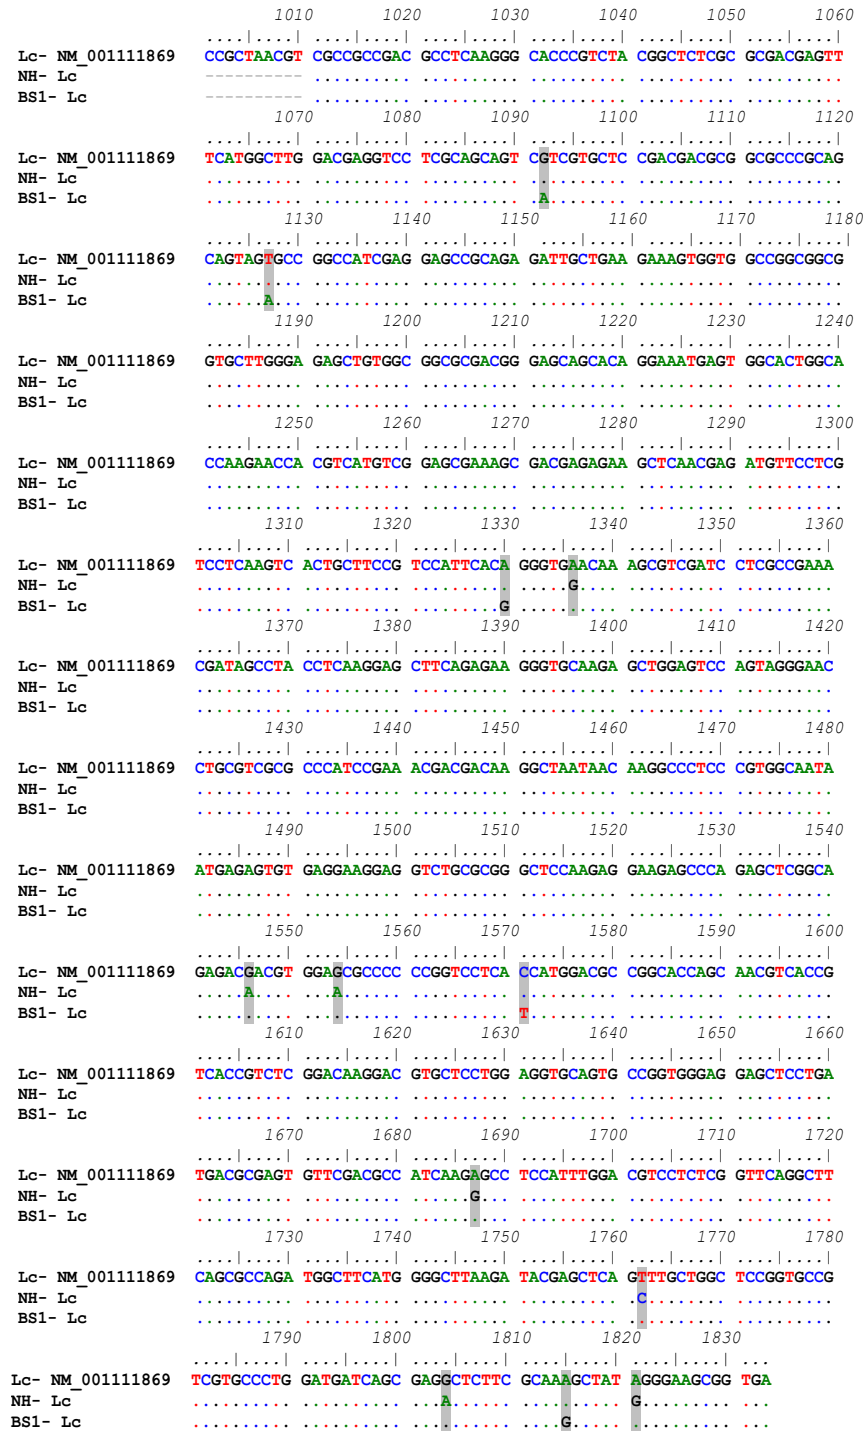 1010 1020 1030 1040 1050 1060
....|....| ....|....| ....|....| ....|....| ....|....| ....|....|
Lc- NM_001111869 CCGCTAACGT CGCCGCCGAC GCCTCAAGGG CACCCGTCTA CGGCTCTCGC GCGACGAGTT
NH- Lc ---------- .......... .......... .......... .......... ..........
BS1- Lc ---------- .......... .......... .......... .......... ..........
1070 1080 1090 1100 1110 1120
....|....| ....|....| ....|....| ....|....| ....|....| ....|....|
Lc- NM_001111869 TCATGGCTTG GACGAGGTCC TCGCAGCAGT CGTCGTGCTC CGACGACGCG GCGCCCGCAG
NH- Lc .......... .......... .......... .......... .......... ..........
BS1- Lc .......... .......... .......... .A........ .......... ..........
1130 1140 1150 1160 1170 1180
....|....| ....|....| ....|....| ....|....| ....|....| ....|....|
Lc- NM_001111869 CAGTAGTGCC GGCCATCGAG GAGCCGCAGA GATTGCTGAA GAAAGTGGTG GCCGGCGGCG
NH- Lc .......... .......... .......... .......... .......... ..........
BS1- Lc ......A... .......... .......... .......... .......... ..........
1190 1200 1210 1220 1230 1240
....|....| ....|....| ....|....| ....|....| ....|....| ....|....|
Lc- NM_001111869 GTGCTTGGGA GAGCTGTGGC GGCGCGACGG GAGCAGCACA GGAAATGAGT GGCACTGGCA
NH- Lc .......... .......... .......... .......... .......... ..........
BS1- Lc .......... .......... .......... .......... .......... ..........
1250 1260 1270 1280 1290 1300
....|....| ....|....| ....|....| ....|....| ....|....| ....|....|
Lc- NM_001111869 CCAAGAACCA CGTCATGTCG GAGCGAAAGC GACGAGAGAA GCTCAACGAG ATGTTCCTCG
NH- Lc .......... .......... .......... .......... .......... ..........
BS1- Lc .......... .......... .......... .......... .......... ..........
1310 1320 1330 1340 1350 1360
....|....| ....|....| ....|....| ....|....| ....|....| ....|....|
Lc- NM_001111869 TCCTCAAGTC ACTGCTTCCG TCCATTCACA GGGTGAACAA AGCGTCGATC CTCGCCGAAA
NH- Lc .......... .......... .......... .....G.... .......... ..........
BS1- Lc .......... .......... .........G .......... .......... ..........
1370 1380 1390 1400 1410 1420
....|....| ....|....| ....|....| ....|....| ....|....| ....|....|
Lc- NM_001111869 CGATAGCCTA CCTCAAGGAG CTTCAGAGAA GGGTGCAAGA GCTGGAGTCC AGTAGGGAAC
NH- Lc .......... .......... .......... .......... .......... ..........
BS1- Lc .......... .......... .......... .......... .......... ..........
1430 1440 1450 1460 1470 1480
....|....| ....|....| ....|....| ....|....| ....|....| ....|....|
Lc- NM_001111869 CTGCGTCGCG CCCATCCGAA ACGACGACAA GGCTAATAAC AAGGCCCTCC CGTGGCAATA
NH- Lc .......... .......... .......... .......... .......... ..........
BS1- Lc .......... .......... .......... .......... .......... ..........
1490 1500 1510 1520 1530 1540
....|....| ....|....| ....|....| ....|....| ....|....| ....|....|
Lc- NM_001111869 ATGAGAGTGT GAGGAAGGAG GTCTGCGCGG GCTCCAAGAG GAAGAGCCCA GAGCTCGGCA
NH- Lc .......... .......... .......... .......... .......... ..........
BS1- Lc .......... .......... .......... .......... .......... ..........
1550 1560 1570 1580 1590 1600
....|....| ....|....| ....|....| ....|....| ....|....| ....|....|
Lc- NM_001111869 GAGACGACGT GGAGCGCCCC CCGGTCCTCA CCATGGACGC CGGCACCAGC AACGTCACCG
NH- Lc .....A.... ...A...... .......... .......... .......... ..........
BS1- Lc .......... .......... .......... T......... .......... ..........
1610 1620 1630 1640 1650 1660
....|....| ....|....| ....|....| ....|....| ....|....| ....|....|
Lc- NM_001111869 TCACCGTCTC GGACAAGGAC GTGCTCCTGG AGGTGCAGTG CCGGTGGGAG GAGCTCCTGA
NH- Lc .......... .......... .......... .......... .......... ..........
BS1- Lc .......... .......... .......... .......... .......... ..........
1670 1680 1690 1700 1710 1720
....|....| ....|....| ....|....| ....|....| ....|....| ....|....|
Lc- NM_001111869 TGACGCGAGT GTTCGACGCC ATCAAGAGCC TCCATTTGGA CGTCCTCTCG GTTCAGGCTT
NH- Lc .......... .......... ......G... .......... .......... ..........
BS1- Lc .......... .......... .......... .......... .......... ..........
1730 1740 1750 1760 1770 1780
....|....| ....|....| ....|....| ....|....| ....|....| ....|....|
Lc- NM_001111869 CAGCGCCAGA TGGCTTCATG GGGCTTAAGA TACGAGCTCA GTTTGCTGGC TCCGGTGCCG
NH- Lc .......... .......... .......... .......... .C........ ..........
BS1- Lc .......... .......... .......... .......... .......... ..........
1790 1800 1810 1820 1830
....|....| ....|....| ....|....| ....|....| ....|....| ...
Lc- NM_001111869 TCGTGCCCTG GATGATCAGC GAGGCTCTTC GCAAAGCTAT AGGGAAGCGG TGA
NH- Lc .......... .......... ...A...... .......... G......... ...
BS1- Lc .......... .......... .......... ....G..... .......... ...